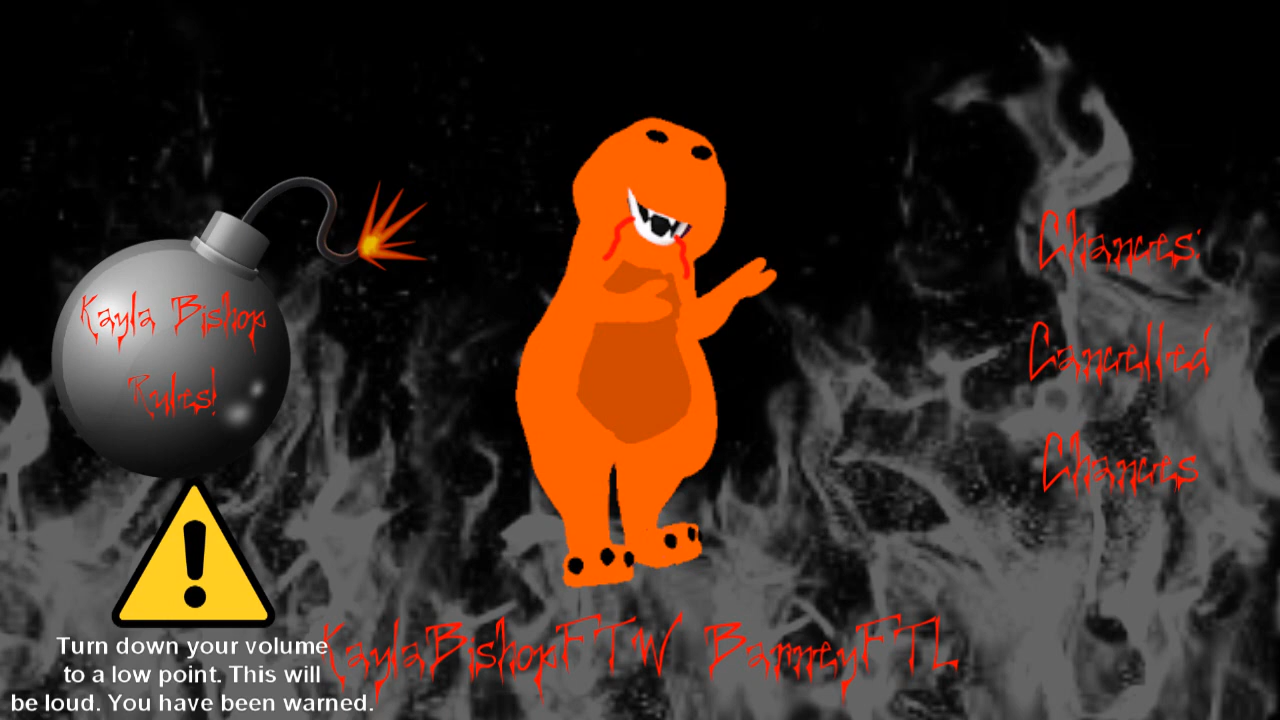 Kayla Bishop
Rules!
Chances:
Cancelled
Chances
Turn down your volume
to a low point. This will
be loud. You have been warned.
KaylaBishopFTW BarneyFTL